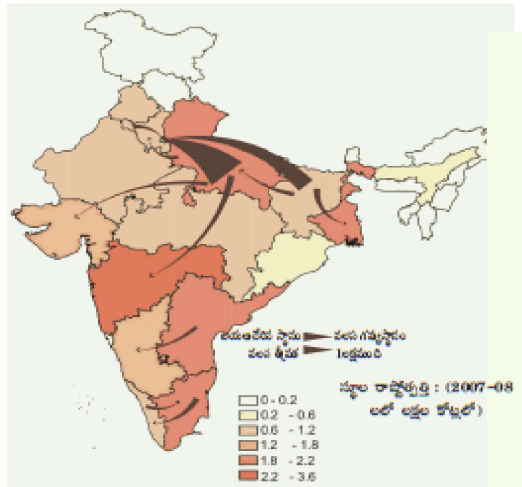 బయలుదేరిన స్థానం వలస గమ్యస్థానం
వలస తీవ్రత 1లక్షమంది
స్థూల రాష్ట్రోత్పత్తి : (2007-08
లలో లక్షల కోట్లలో)
0 - 0.2
0.2 - 0.6
0.6 - 1.2
1.2 - 1.8
1.8 - 2.2
2.2 - 3.6